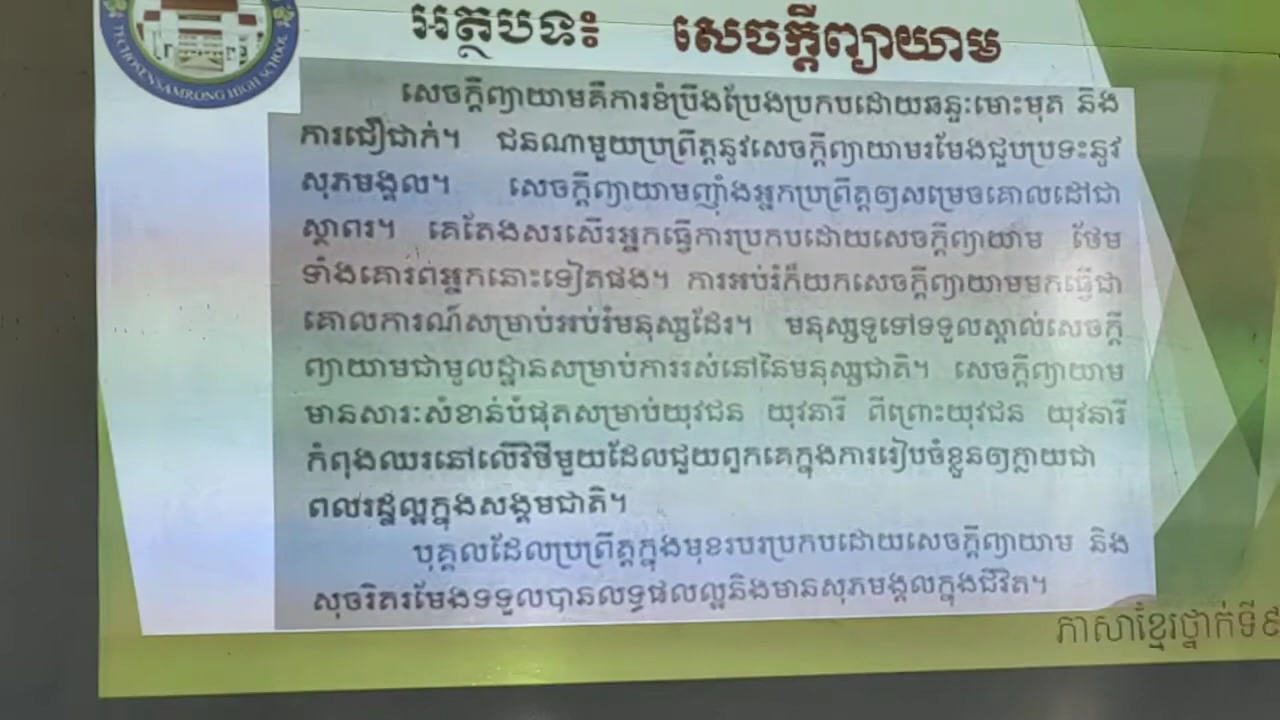 TECHOSENSAMRONG HIGH SCHOOL
អត្ថបទ៖ សេចក្ដីព្យាយាម
សេចក្ដីព្យាយាមគឺការខំប្រឹងប្រែងប្រកបដោយឆន្ទៈមោះមុត និង
ការជឿជាក់។ ជនណាមួយប្រព្រឹត្តនូវសេចក្ដីព្យាយាមរមែងជួបប្រទះនូវ
សុភមង្គល។ សេចក្ដីព្យាយាមញ៉ាំងអ្នកប្រព្រឹត្តឲ្យសម្រេចគោលដៅជា
ស្ថាពរ។ គេតែងសរសើរអ្នកធ្វើការប្រកបដោយសេចក្ដីព្យាយាម ថែម
ទាំងគោរពអ្នកនោះទៀតផង។ ការអប់រំក៏យកសេចក្ដីព្យាយាមមកធ្វើជា
គោលការណ៍សម្រាប់អប់រំមនុស្សដែរ។ មនុស្សទូទៅទទួលស្គាល់សេចក្ដី
ព្យាយាមជាមូលដ្ឋានសម្រាប់ការរស់នៅនៃមនុស្សជាតិ។ សេចក្ដីព្យាយាម
មានសារៈសំខាន់បំផុតសម្រាប់យុវជន យុវនារី ពីព្រោះយុវជន យុវនារី
កំពុងឈរនៅលើវិថីមួយដែលជួយពួកគេក្នុងការរៀបចំខ្លួនឲ្យក្លាយជា
ពលរដ្ឋល្អក្នុងសង្គមជាតិ។
បុគ្គលដែលប្រព្រឹត្តក្នុងមុខរបរប្រកបដោយសេចក្ដីព្យាយាម និង
សុចរិតរមែងទទួលបានលទ្ធផលល្អនិងមានសុភមង្គលក្នុងជីវិត។
ភាសាខ្មែរថ្នាក់ទី៩